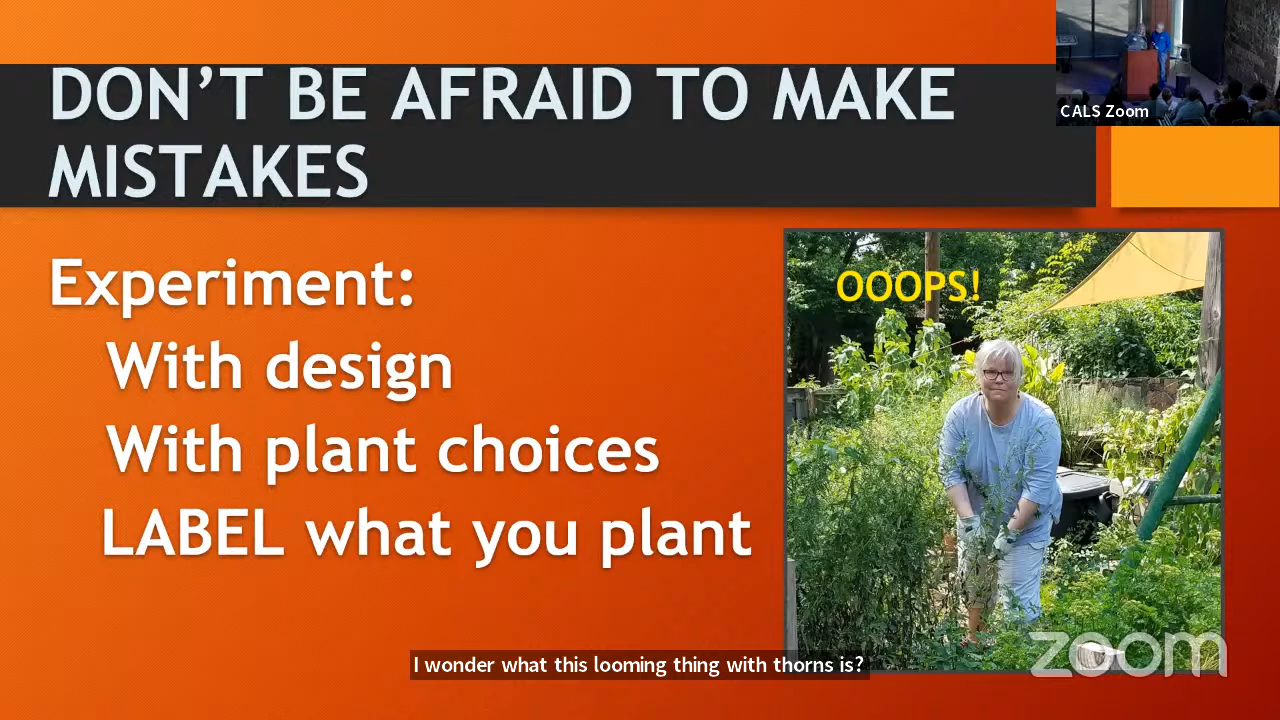 DON'T BE AFRAID TO MAKE
MISTAKES
CALS Zoom
Experiment:
With design
With plant choices
LABEL what you plant
OOOPS!
I wonder what this looming thing with thorns is?
zoom